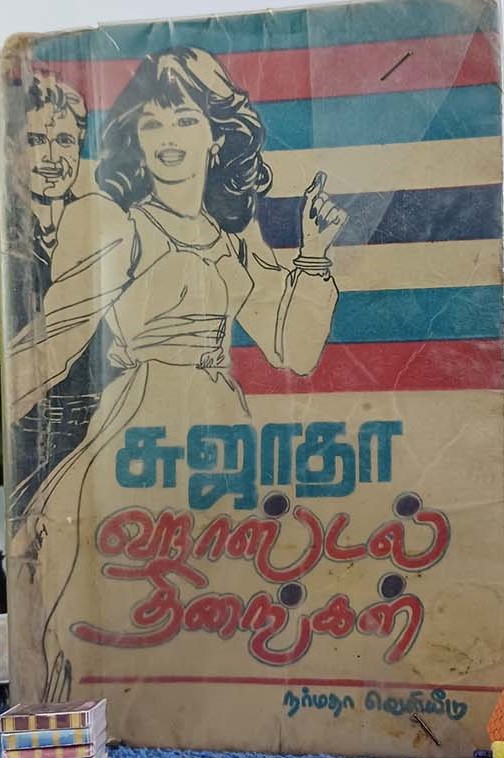 சுஜாதா
ஹாஸ்டல்
தினங்கள்
நர்மதா வெளியீடு